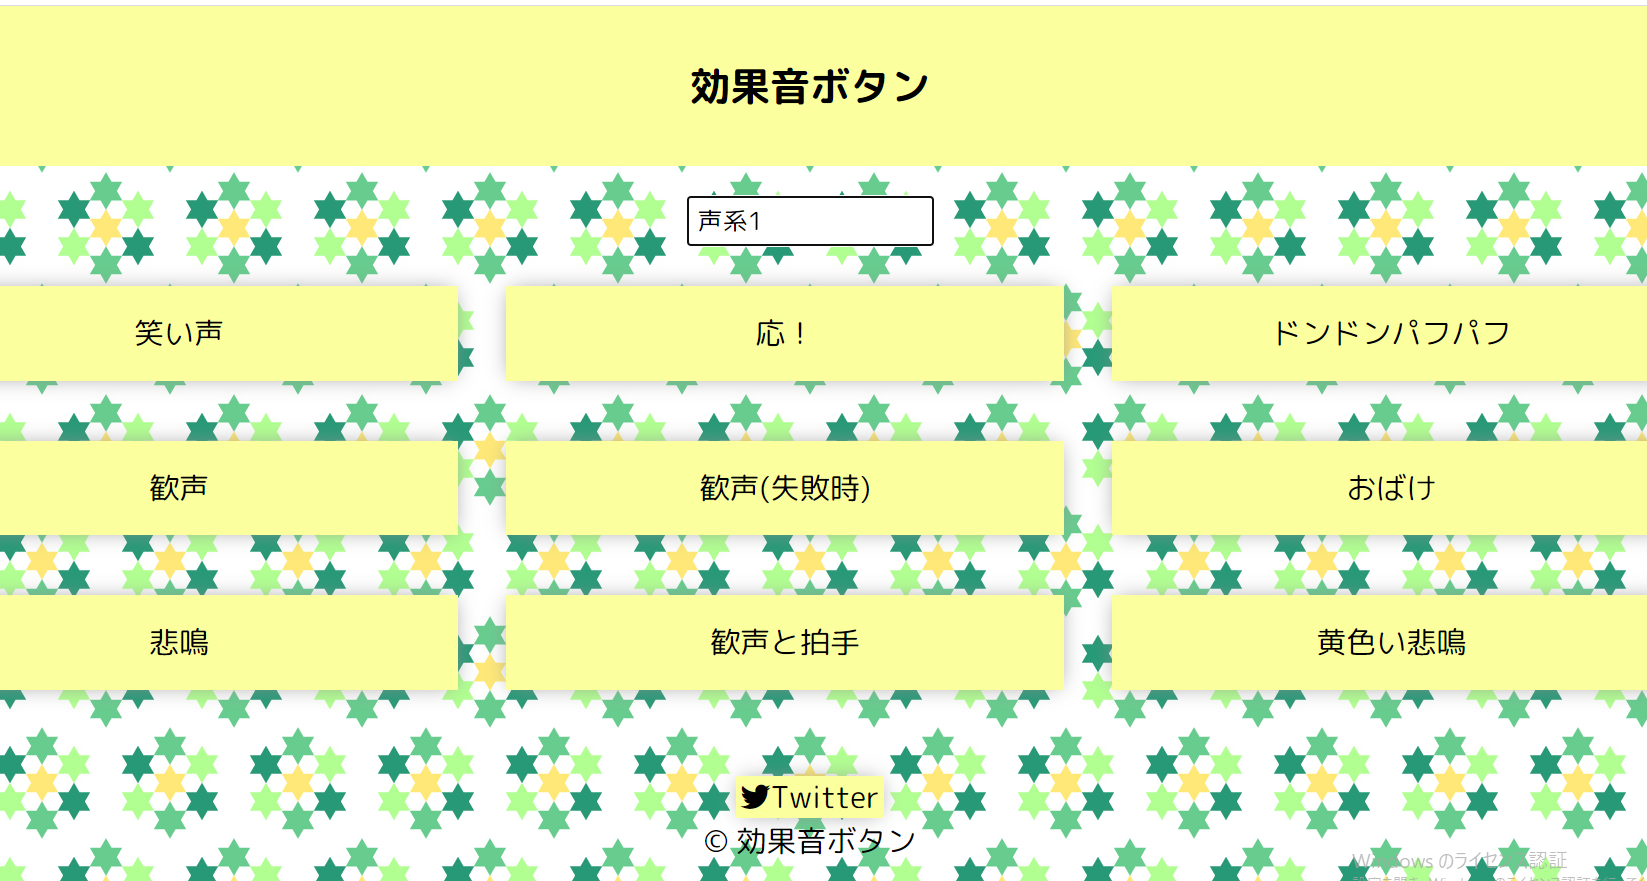 効果音ボタン
声系1
笑い声
応！
ドンドンパフパフ
歓声
歓声(失敗時)
おばけ
悲鳴
歓声と拍手
黄色い悲鳴
Twitter
© 効果音ボタン
Windows のライセンス認証